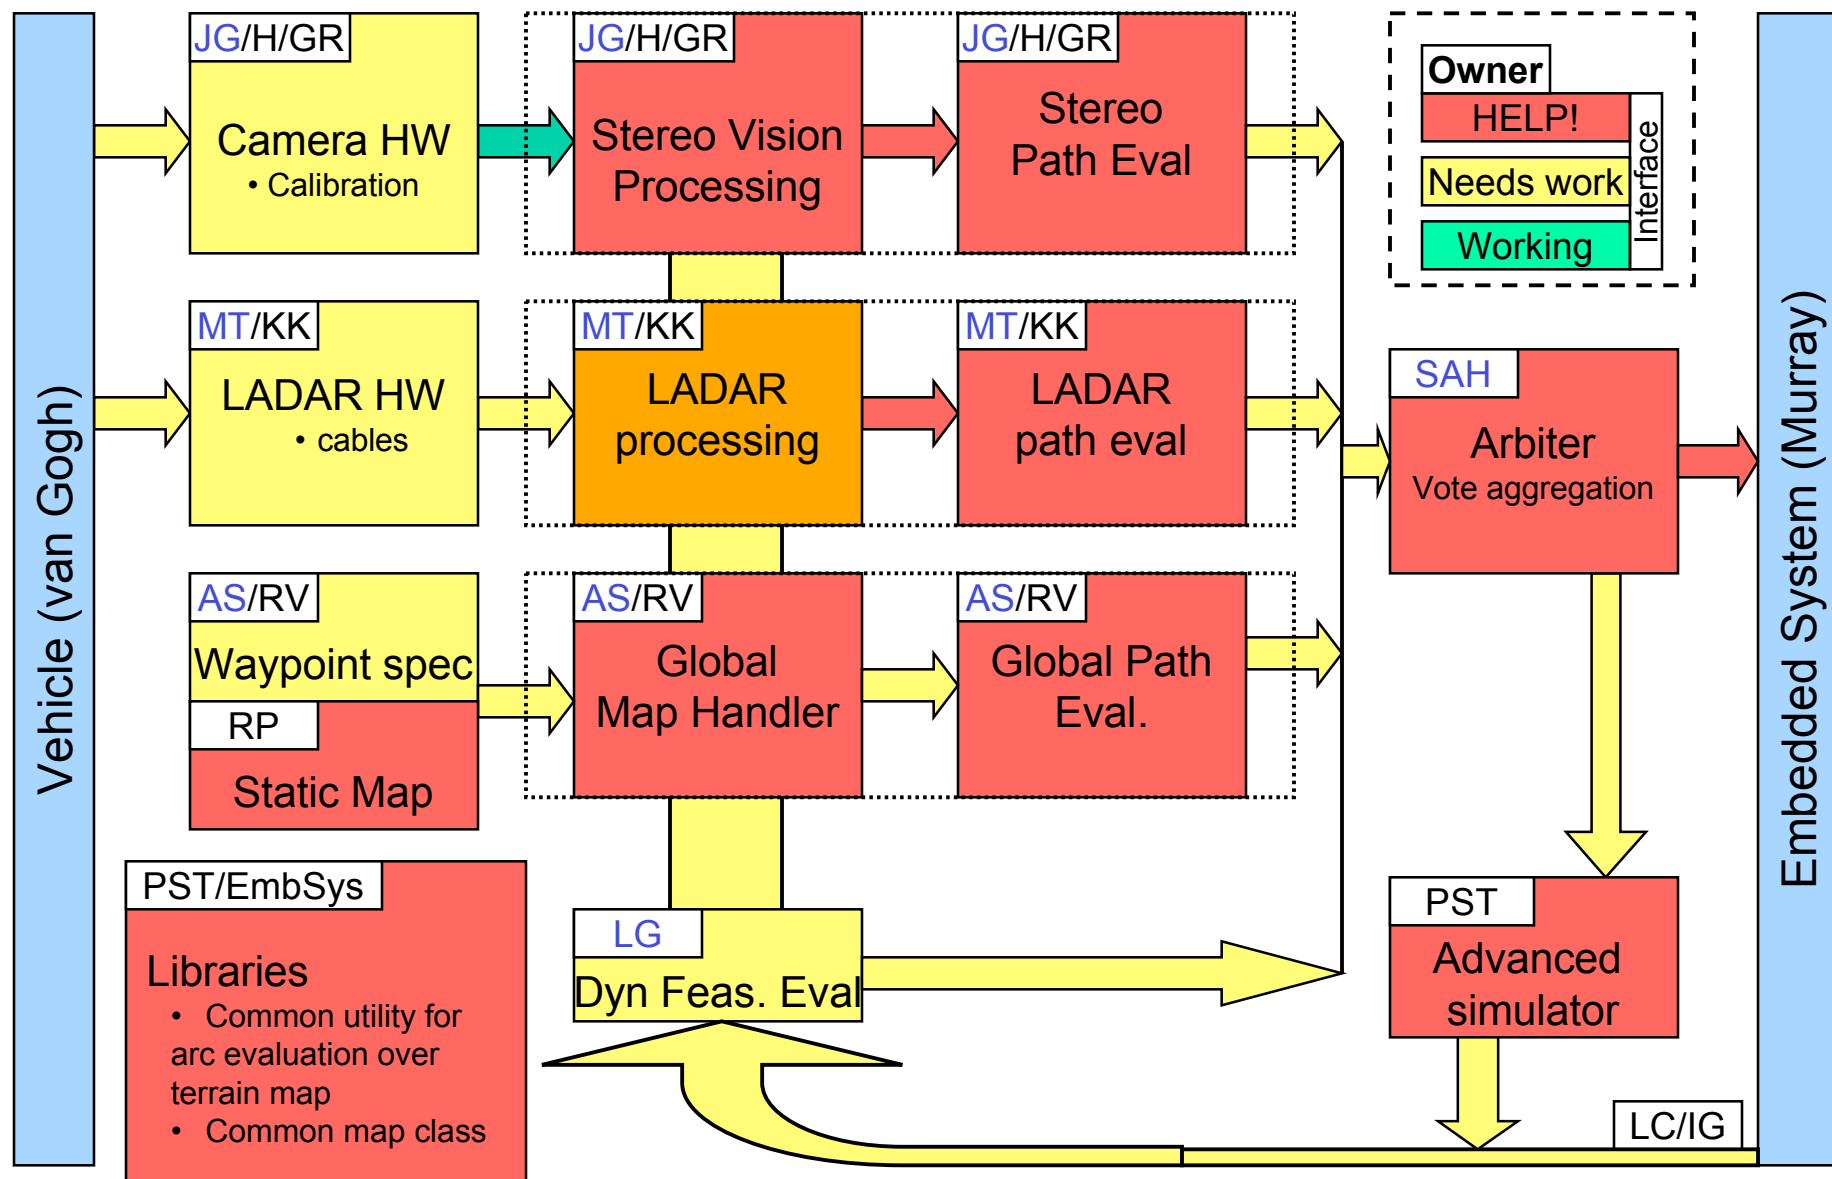 Vehicle (van Gogh)
JG/H/GR
Camera HW
• Calibration
JG/H/GR
Stereo Vision
Processing
JG/H/GR
Stereo
Path Eval
Owner
HELP!
Needs work
Working
Interface
MT/KK
LADAR HW
• cables
MT/KK
LADAR
processing
MT/KK
LADAR
path eval
SAH
Arbiter
Vote aggregation
Embedded System (Murray)
AS/RV
Waypoint spec
RP
Static Map
AS/RV
Global
Map Handler
AS/RV
Global Path
Eval.
PST/EmbSys
Libraries
• Common utility for
arc evaluation over
terrain map
• Common map class
LG
Dyn Feas. Eval
PST
Advanced
simulator
LC/IG